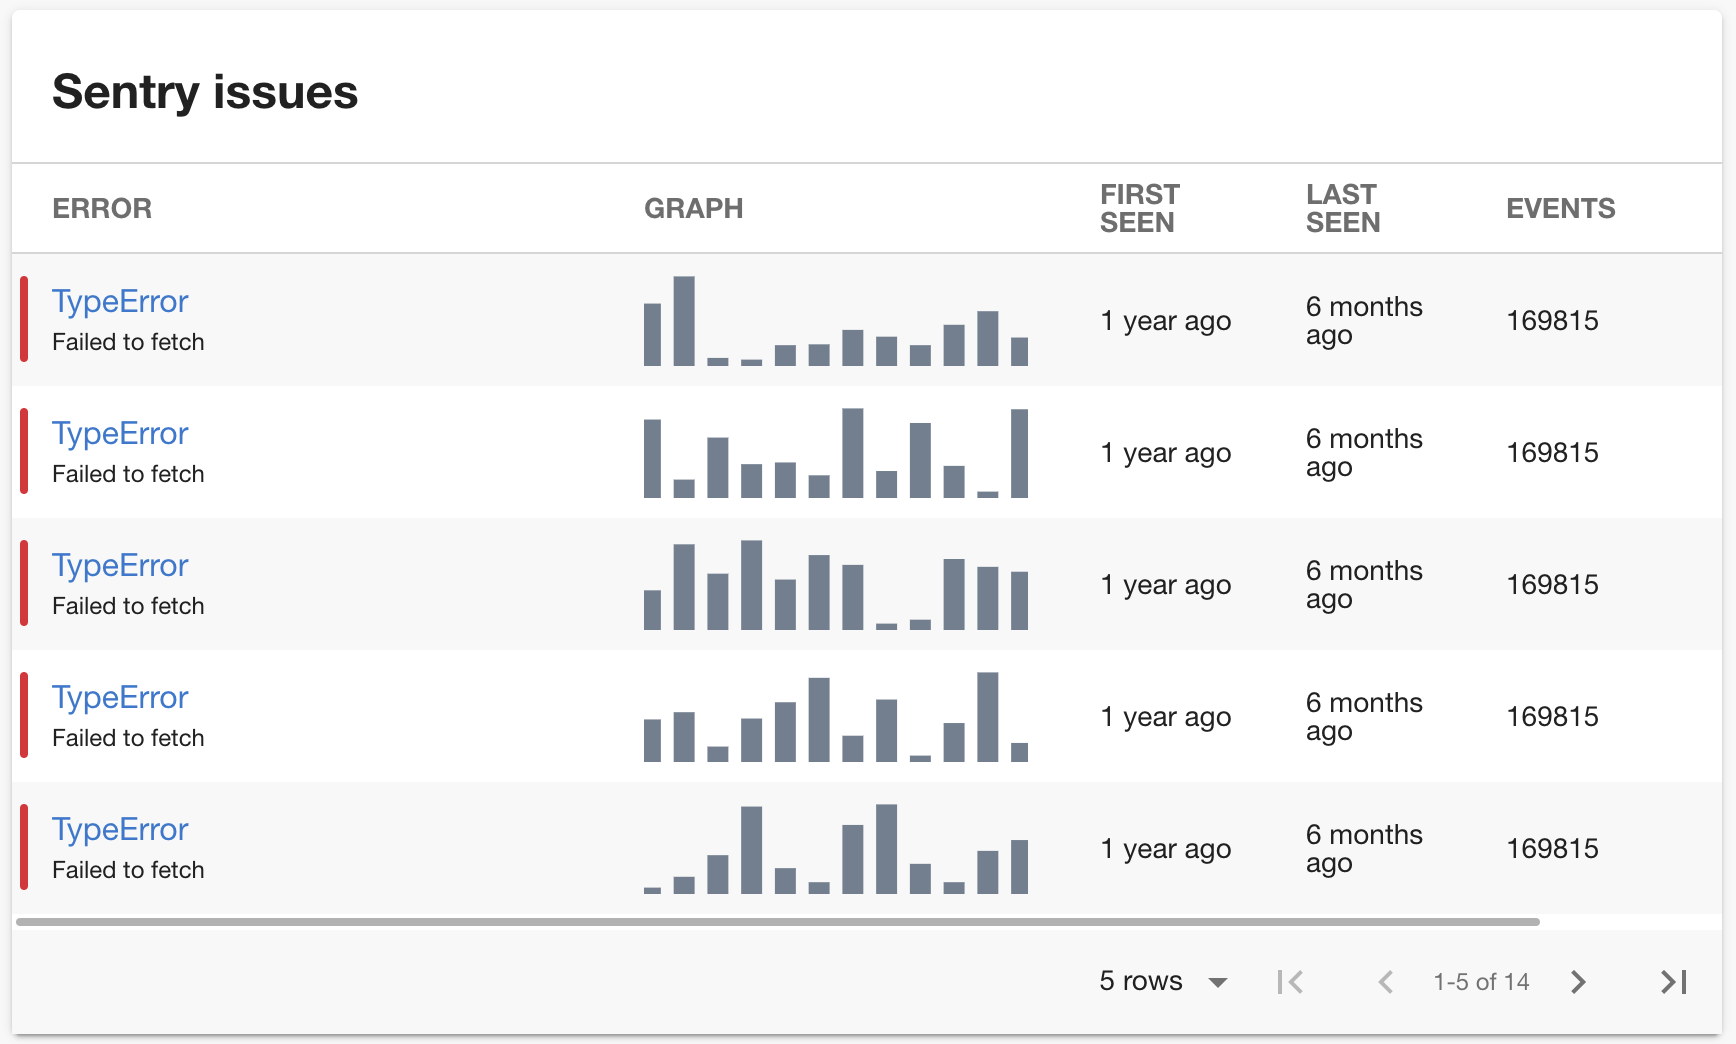 Sentry issues
ERROR GRAPH FIRST SEEN LAST SEEN EVENTS
TypeError
Failed to fetch
1 year ago
6 months
ago
169815
TypeError
Failed to fetch
1 year ago
6 months
ago
169815
TypeError
Failed to fetch
1 year ago
6 months
ago
169815
TypeError
Failed to fetch
1 year ago
6 months
ago
169815
TypeError
Failed to fetch
1 year ago
6 months
ago
169815
5 rows 1-5 of 14